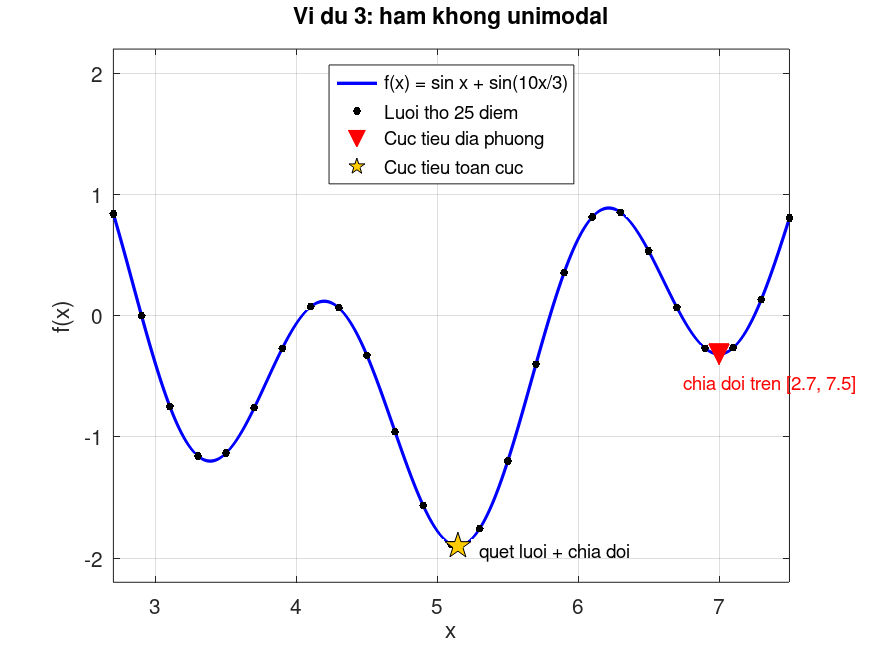 Vi du 3: ham khong unimodal
f(x) = sin x + sin(10x/3)
Luoi tho 25 diem
Cuc tieu dia phuong
Cuc tieu toan cuc
2
1
0
-1
-2
f(x)
chia doi tren [2.7, 7.5]
quet luoi + chia doi
3 4 5 6 7
x